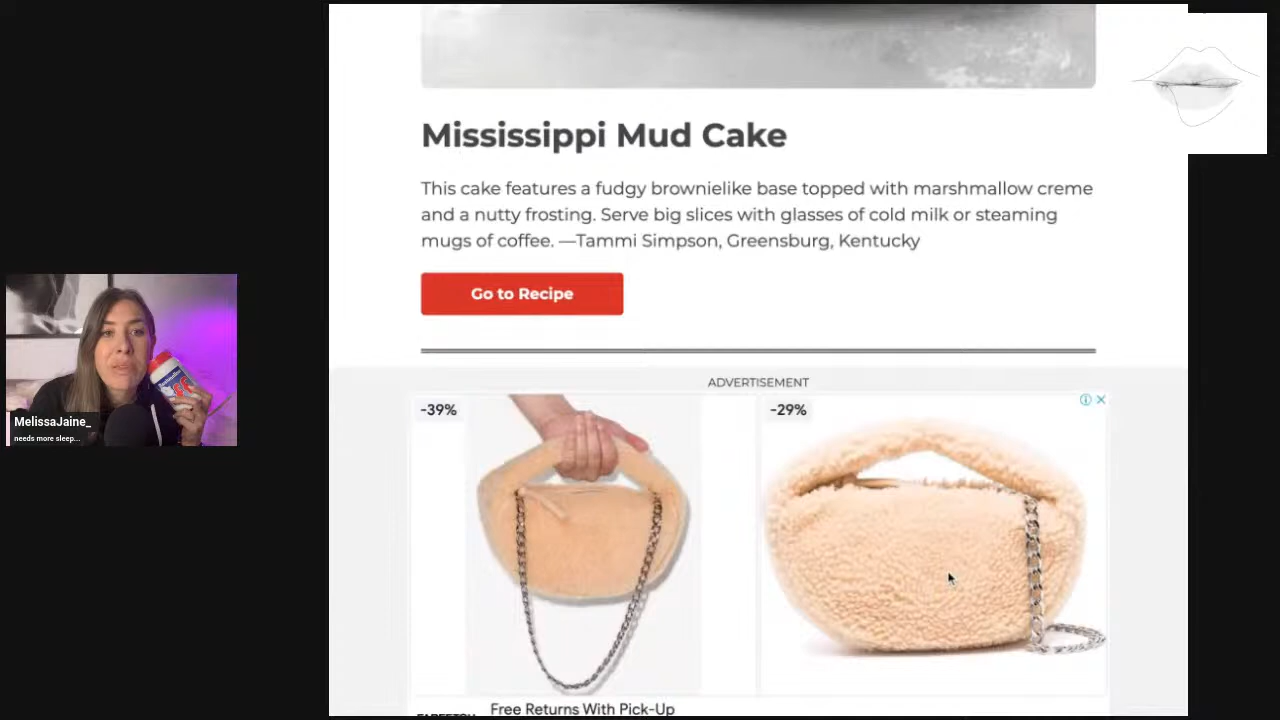 Mississippi Mud Cake
This cake features a fudgy brownielike base topped with marshmallow creme
and a nutty frosting. Serve big slices with glasses of cold milk or steaming
mugs of coffee. —Tammi Simpson, Greensburg, Kentucky
Go to Recipe
ADVERTISEMENT
-39%
-29%
MelissaJaine_
needs more sleep...
Free Returns With Pick-Up